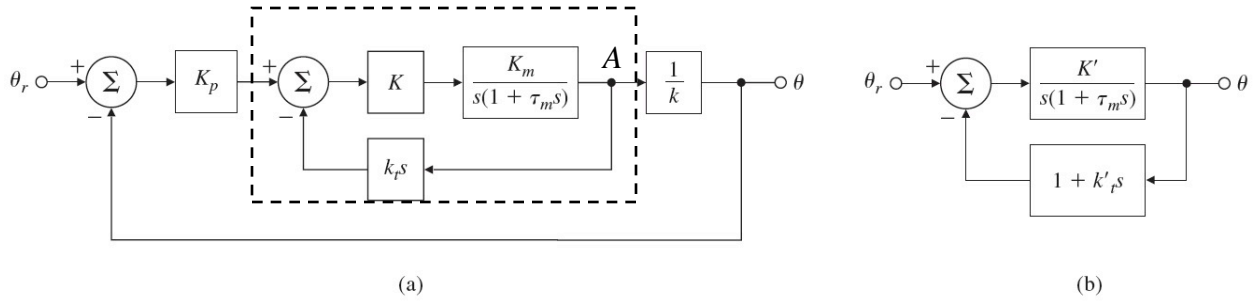 θr + Σ − Kp + Σ − K Km A 1 θ
s(1 + τms) k
kts
(a)
θr + Σ − K′ θ
s(1 + τms)
1 + k′ts
(b)